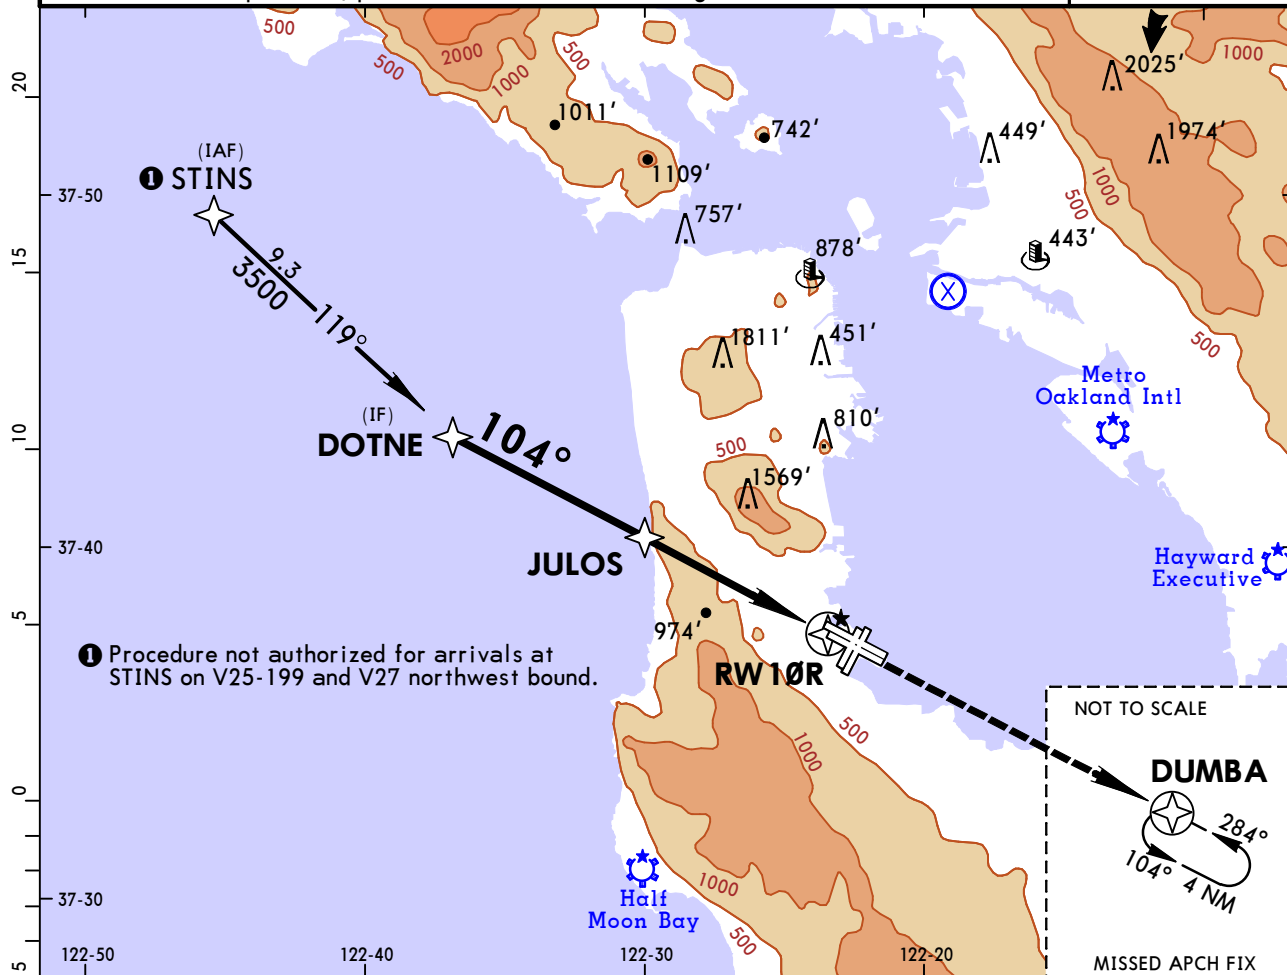 500
2000
500
500
1000
1000
2025'
20
1011'
742'
449'
1974'
(IAF)
1 STINS
1109'
1000
37-50
500
757'
878'
443'
15
9.3
3500
X
119°
1811'
451'
500
Metro
Oakland Intl
(IF)
DOTNE
104°
810'
10
500
1569'
37-40
JULOS
Hayward
Executive
5
974'
1 Procedure not authorized for arrivals at
STINS on V25-199 and V27 northwest bound.
RW10R
NOT TO SCALE
500
1000
DUMBA
0
284°
104° 4 NM
1000
37-30
Half
Moon Bay
500
122-50
122-40
122-30
122-20
5
MISSED APCH FIX